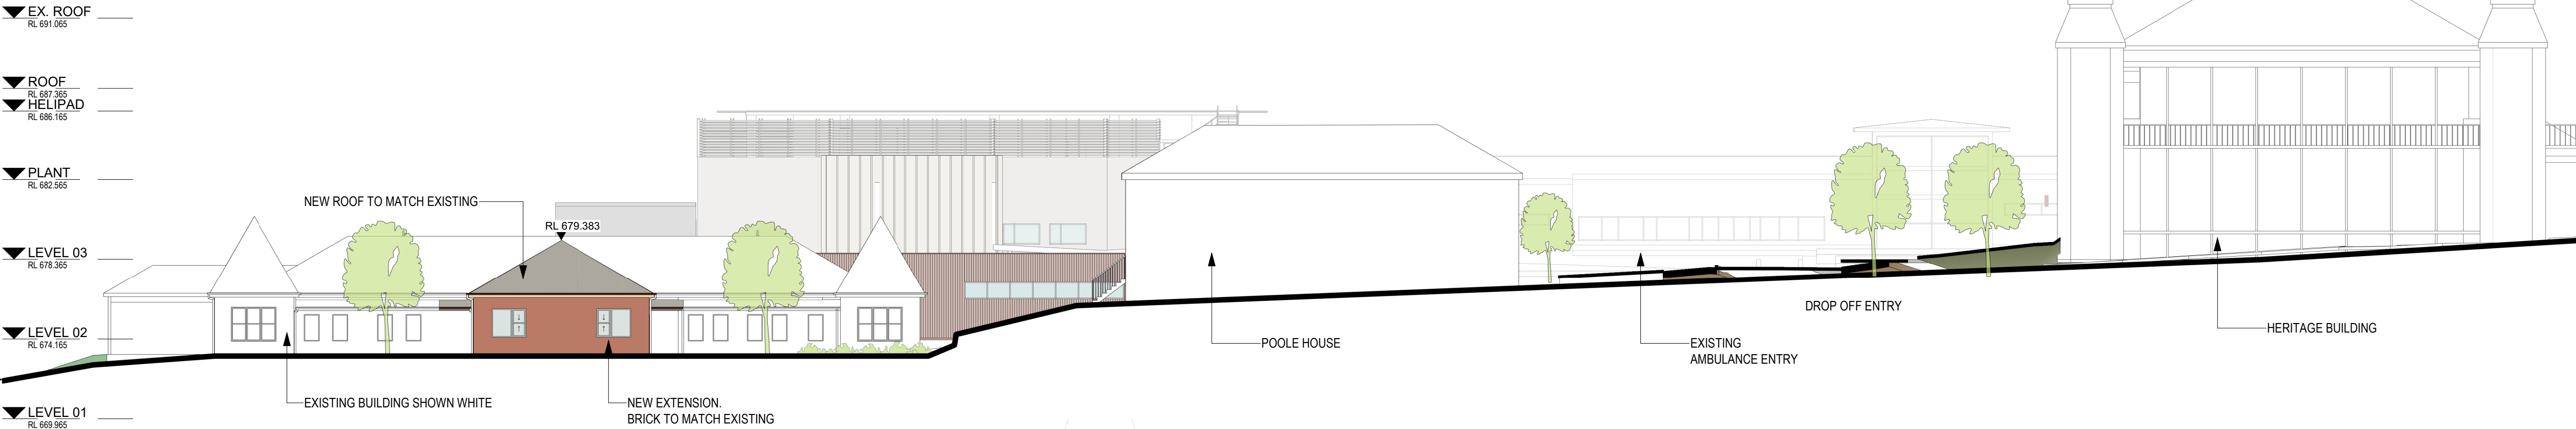 EX. ROOF
RL 691.065
ROOF
RL 687.365
HELIPAD
RL 686.165
PLANT
RL 682.565
LEVEL 03
RL 678.365
LEVEL 02
RL 674.165
LEVEL 01
RL 669.965
NEW ROOF TO MATCH EXISTING
RL 679.383
EXISTING BUILDING SHOWN WHITE
NEW EXTENSION.
BRICK TO MATCH EXISTING
POOLE HOUSE
EXISTING
AMBULANCE ENTRY
DROP OFF ENTRY
HERITAGE BUILDING